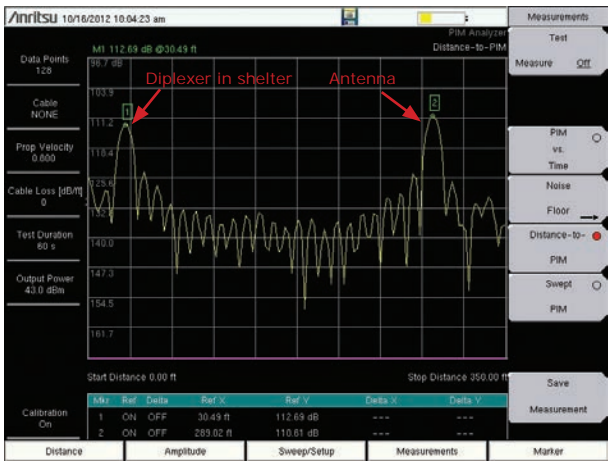 Anritsu 10/16/2012 10:04:23 am
Measurements
PIM Analyzer
M1 112.69 dB @30.49 ft
Distance-to-PIM
Test
Measure Off
Data Points
128
Cable
NONE
Prop Velocity
0.800
Cable Loss [dB/ft]
0
Test Duration
60 s
Output Power
43.0 dBm
Calibration
On
96.7 dB
103.9
111.2
118.4
125.6
140.0
147.3
154.5
161.7
Diplexer in shelter
Antenna
1
2
PIM
vs.
Time
Noise
Floor
Distance-to-
PIM
Swept
PIM
Save
Measurement
Start Distance 0.00 ft
Stop Distance 350.00 ft
Mkr Ref Delta Ref X Ref Y Delta X Delta Y
1 ON OFF 30.49 ft 112.69 dB --- ---
2 ON OFF 289.02 ft 110.61 dB --- ---
Distance
Amplitude
Sweep/Setup
Measurements
Marker